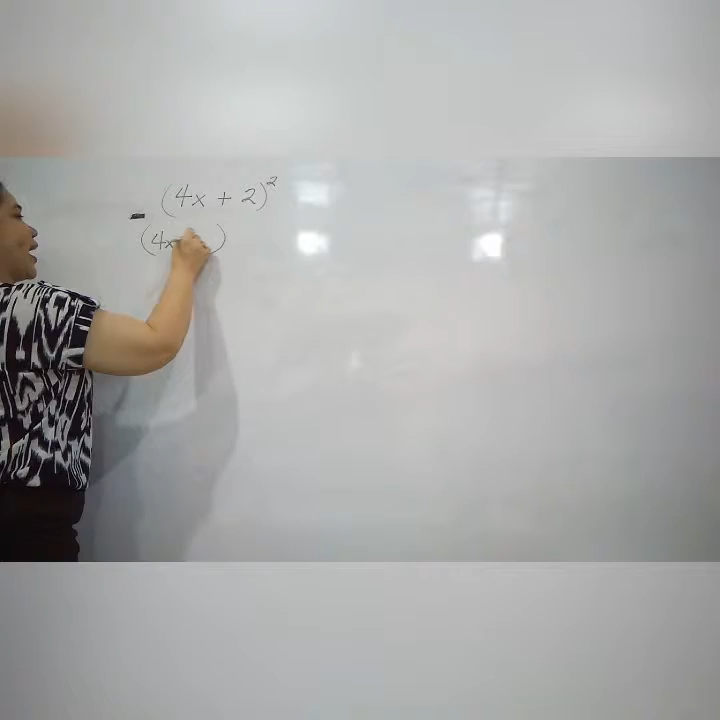 - (4x + 2)²
(4x )